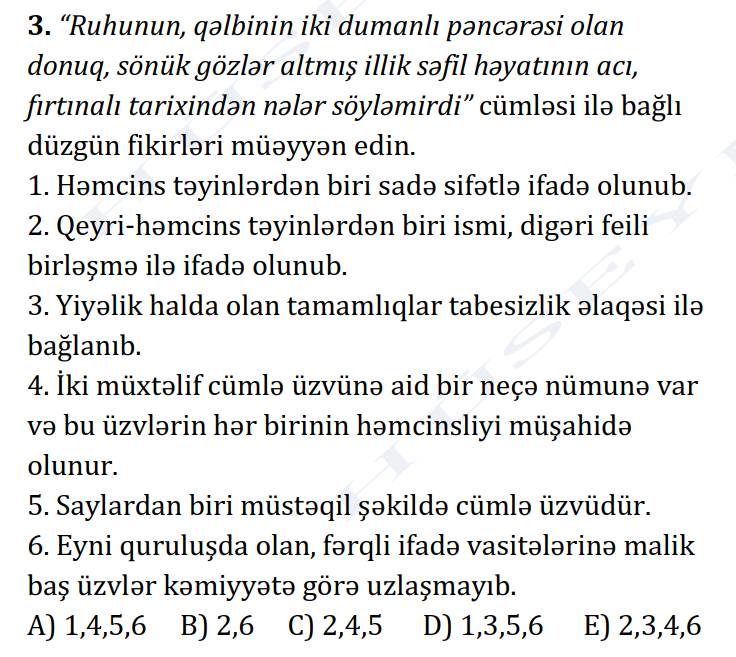 3. “Ruhunun, qəlbinin iki dumanlı pəncərəsi olan
donuq, sönük gözlər altmış illik səfil həyatının acı,
fırtınalı tarixindən nələr söyləmirdi” cümləsi ilə bağlı
düzgün fikirləri müəyyən edin.
1. Həmcins təyinlərdən biri sadə sifətlə ifadə olunub.
2. Qeyri-həmcins təyinlərdən biri ismi, digəri feili
birləşmə ilə ifadə olunub.
3. Yiyəlik halda olan tamamlıqlar tabesizlik əlaqəsi ilə
bağlanıb.
4. İki müxtəlif cümlə üzvünə aid bir neçə nümunə var
və bu üzvlərin hər birinin həmcinsliyi müşahidə
olunur.
5. Saylardan biri müstəqil şəkildə cümlə üzvüdür.
6. Eyni quruluşda olan, fərqli ifadə vasitələrinə malik
baş üzvlər kəmiyyətə görə uzlaşmayıb.
A) 1,4,5,6 B) 2,6 C) 2,4,5 D) 1,3,5,6 E) 2,3,4,6